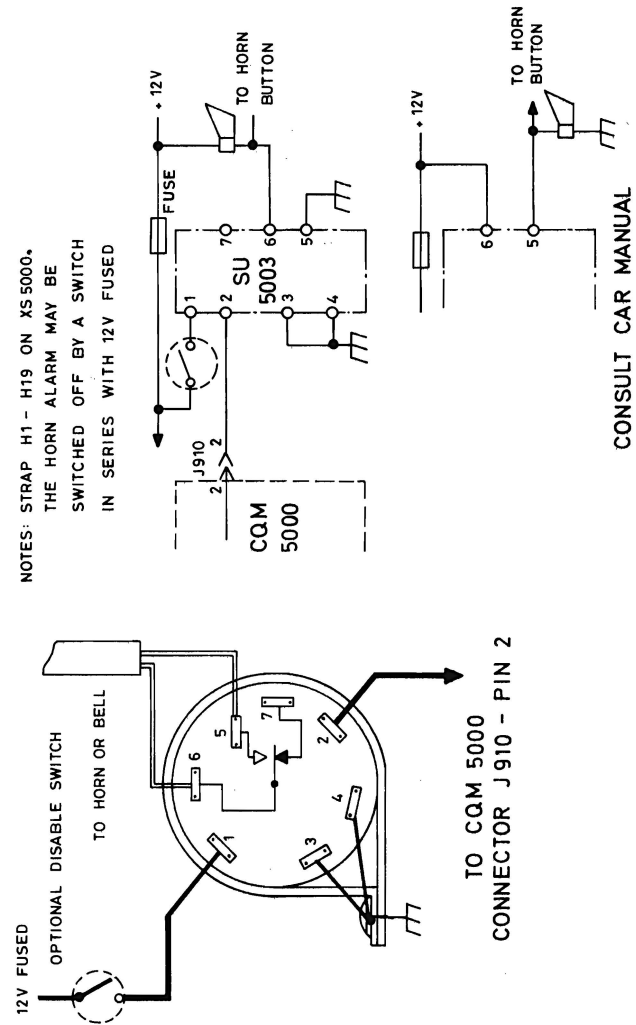 NOTES: STRAP H1 - H19 ON XS5000.
THE HORN ALARM MAY BE
SWITCHED OFF BY A SWITCH
IN SERIES WITH 12V FUSED
+12V
FUSE
TO HORN
BUTTON
1
2
3
4
7
6
5
SU
5003
J910
2
2
CQM
5000
+12V
TO HORN
BUTTON
6
5
CONSULT CAR MANUAL
12V FUSED
OPTIONAL DISABLE SWITCH
TO HORN OR BELL
1
6
5
7
2
3
4
TO CQM 5000
CONNECTOR J910 - PIN 2